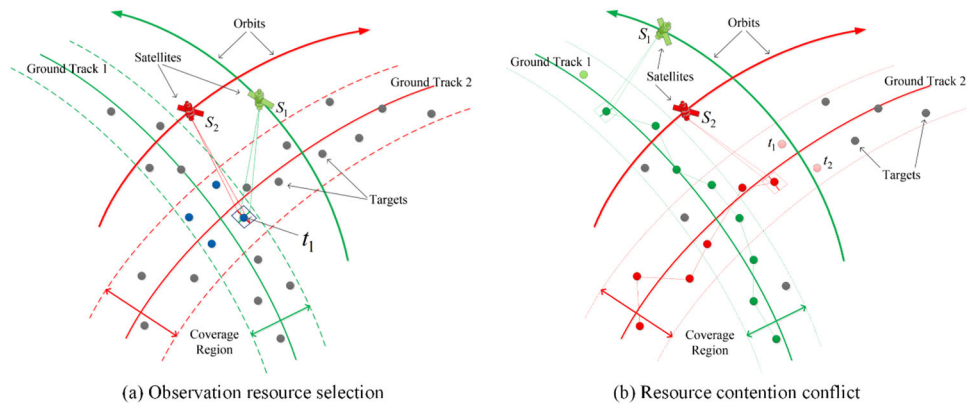 Orbits
Satellites
Ground Track 1
Ground Track 2
S1
S2
Targets
t1
Coverage
Region
(a) Observation resource selection
S1
Orbits
Ground Track 1
Satellites
Ground Track 2
S2
t1
t2
Targets
Coverage
Region
(b) Resource contention conflict